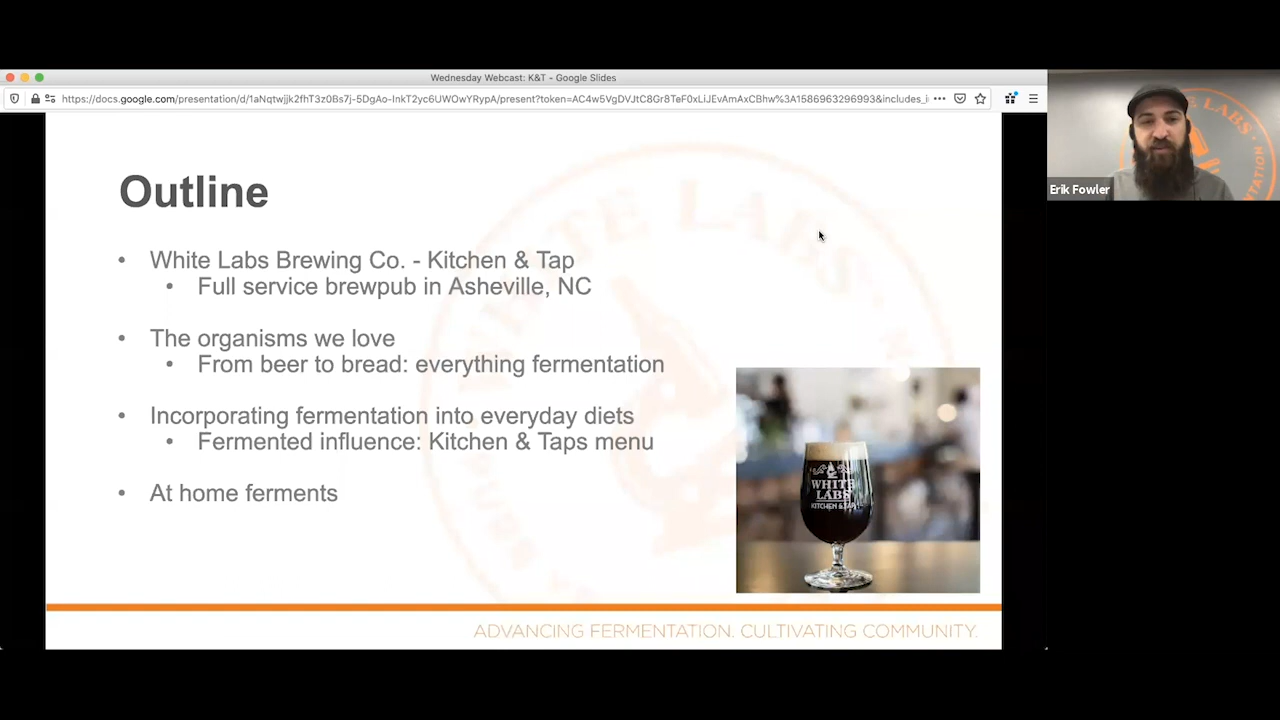 Wednesday Webcast: K&T - Google Slides
https://docs.google.com/presentation/d/1aNqtwjjk2fhT3z0Bs7j-5DgAo-InkT2yc6UWOwYRypA/present?token=AC4w5VgDVJtC8Gr8TeF0xLiJEvAmAxCBhw%3A1586963296993&includes_i
Outline
• White Labs Brewing Co. - Kitchen & Tap
• Full service brewpub in Asheville, NC
• The organisms we love
• From beer to bread: everything fermentation
• Incorporating fermentation into everyday diets
• Fermented influence: Kitchen & Taps menu
• At home ferments
WHITE LABS
WHITE
LABS
KITCHEN & TAP
ADVANCING FERMENTATION. CULTIVATING COMMUNITY.
Erik Fowler